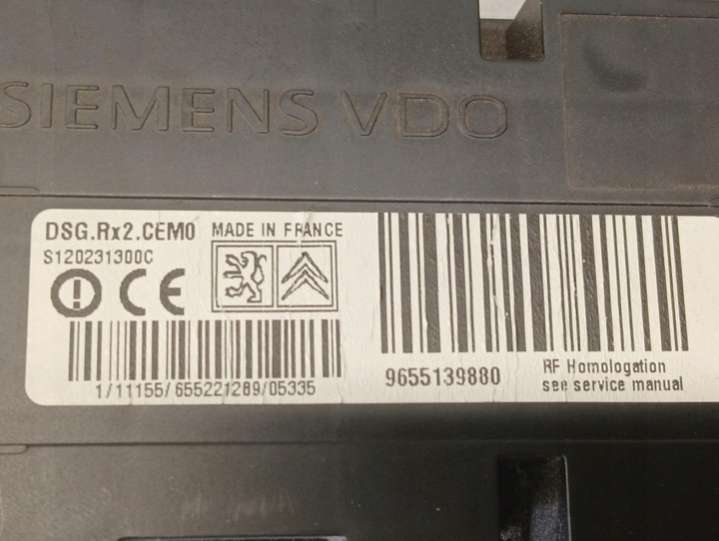 SIEMENS VDO
DSG.Rx2.CEM0 MADE IN FRANCE
S120231300C
CE
1/11155/655221289/05335
9655139880
RF Homologation
see service manual